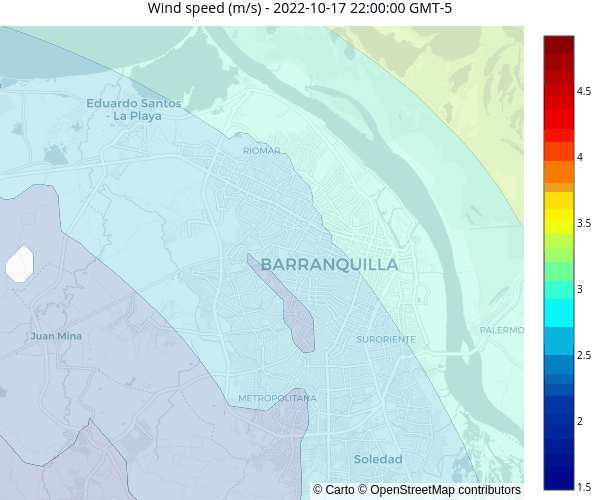 Wind speed (m/s) - 2022-10-17 22:00:00 GMT-5
Eduardo Santos
- La Playa
RIOMAR
BARRANQUILLA
Juan Mina
SURORIENTE
PALERMO
METROPOLITANA
Soledad
4.5
4
3.5
3
2.5
2
1.5
© Carto © OpenStreetMap contributors